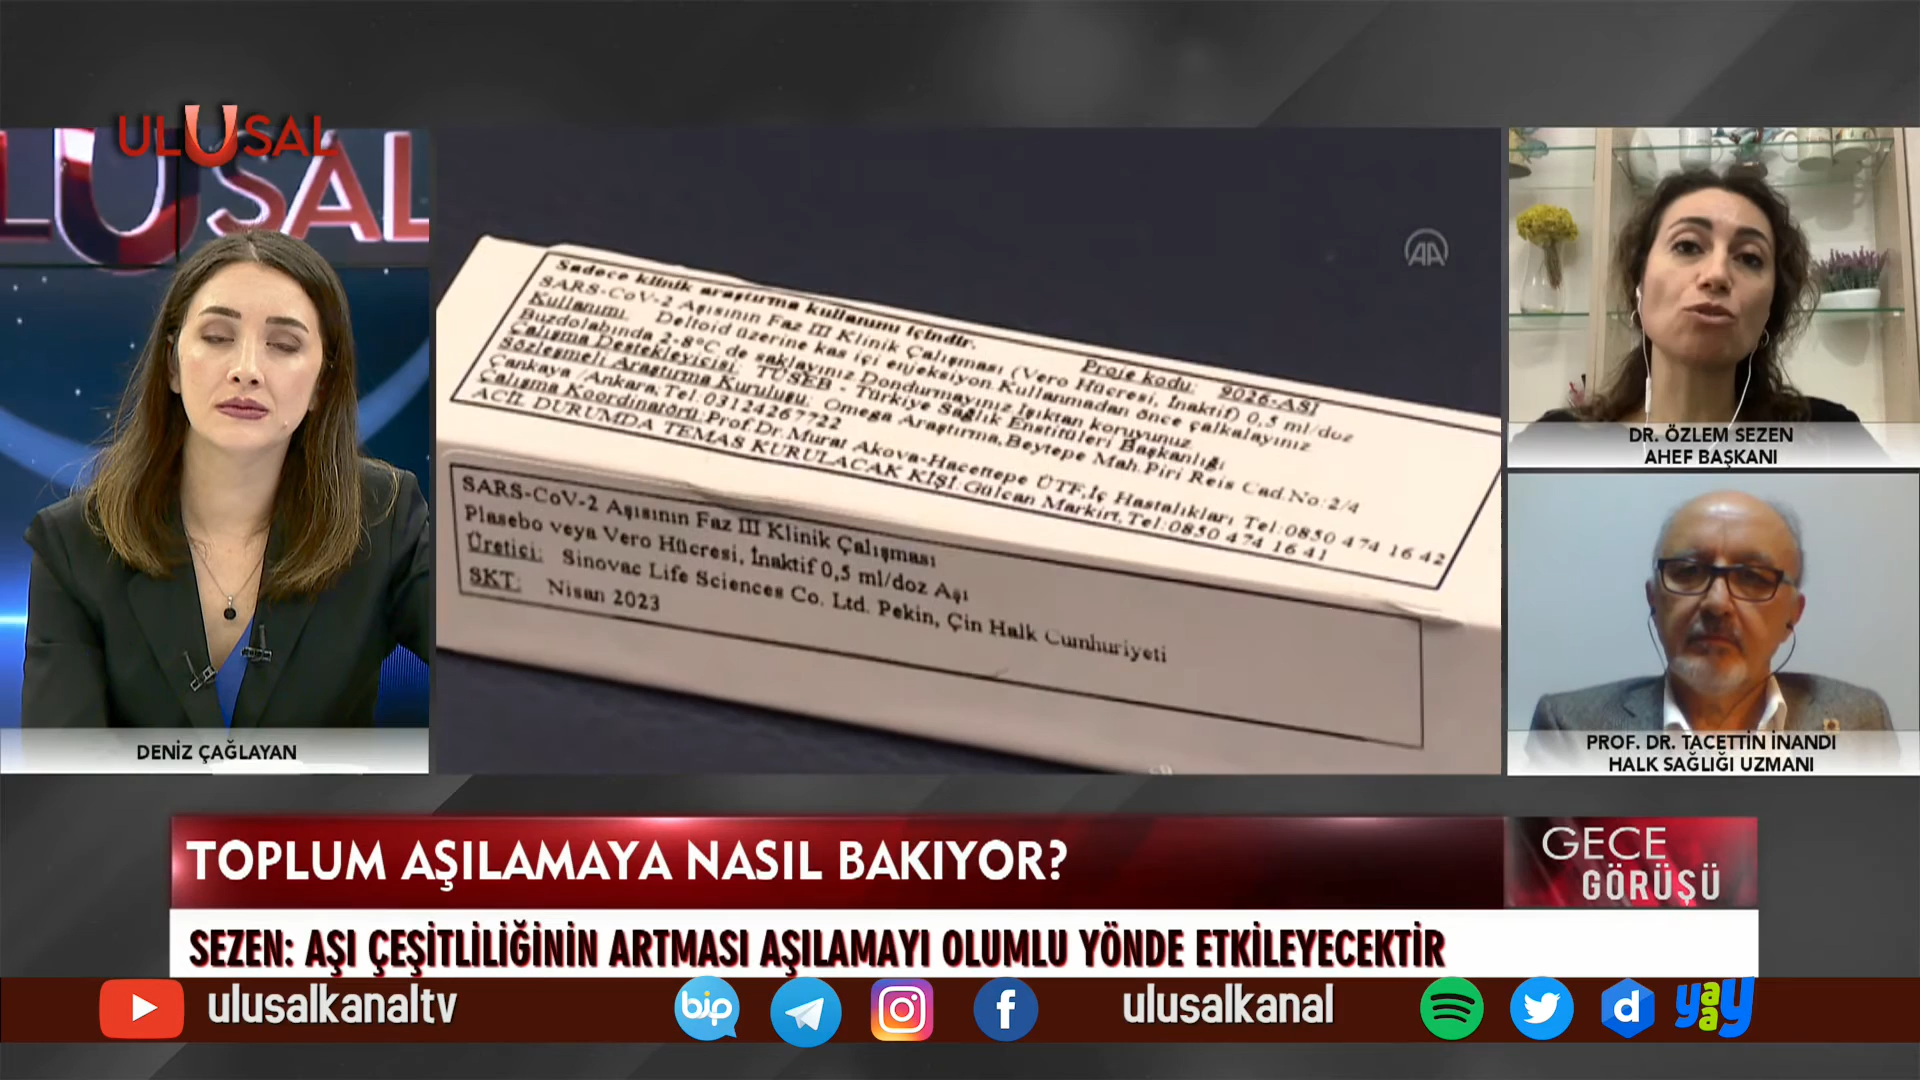 ULUSAL
LUSAL
AA
Sadece klinik araştırma kullanımı içindir.
Proje kodu: 9026-ASI
SARS-CoV-2 Aşısının Faz III Klinik Çalışması (Vero Hücresi, İnaktif) 0,5 ml/doz
Kullanımı: Deltoid üzerine kas içi enjeksiyon Kullanmadan önce çalkalayınız
Buzdolabında 2-8°C de saklayınız Dondurmayınız Işıktan koruyunuz
Çalışma Destekleyicisi: TÜSEB - Türkiye Sağlık Enstitüleri Başkanlığı
Sözleşmeli Araştırma Kuruluşu: Omega Araştırma, Beytepe Mah. Piri Reis Cad. No: 2/4
Çankaya / Ankara; Tel: 03124267722
Çalışma Koordinatörü: Prof. Dr. Murat Akova-Hacettepe ÜTF, İç Hastalıkları Tel: 0850 474 16 42
ACİL DURUMDA TEMAS KURULACAK KİŞİ: Gülcan Markirt, Tel: 0850 474 16 41
SARS-CoV-2 Aşısının Faz III Klinik Çalışması
Plasebo veya Vero Hücresi, İnaktif 0,5 ml/doz Aşı
Üretici: Sinovac Life Sciences Co. Ltd. Pekin, Çin Halk Cumhuriyeti
SKT: Nisan 2023
DR. ÖZLEM SEZEN
AHEF BAŞKANI
DENİZ ÇAĞLAYAN
PROF. DR. TACETTİN İNANDI
HALK SAĞLIĞI UZMANI
TOPLUM AŞILAMAYA NASIL BAKIYOR?
GECE
GÖRÜŞÜ
SEZEN: AŞI ÇEŞİTLİLİĞİNİN ARTMASI AŞILAMAYI OLUMLU YÖNDE ETKİLEYECEKTİR
ulusalkanaltv
bip
ulusalkanal
d
yaay